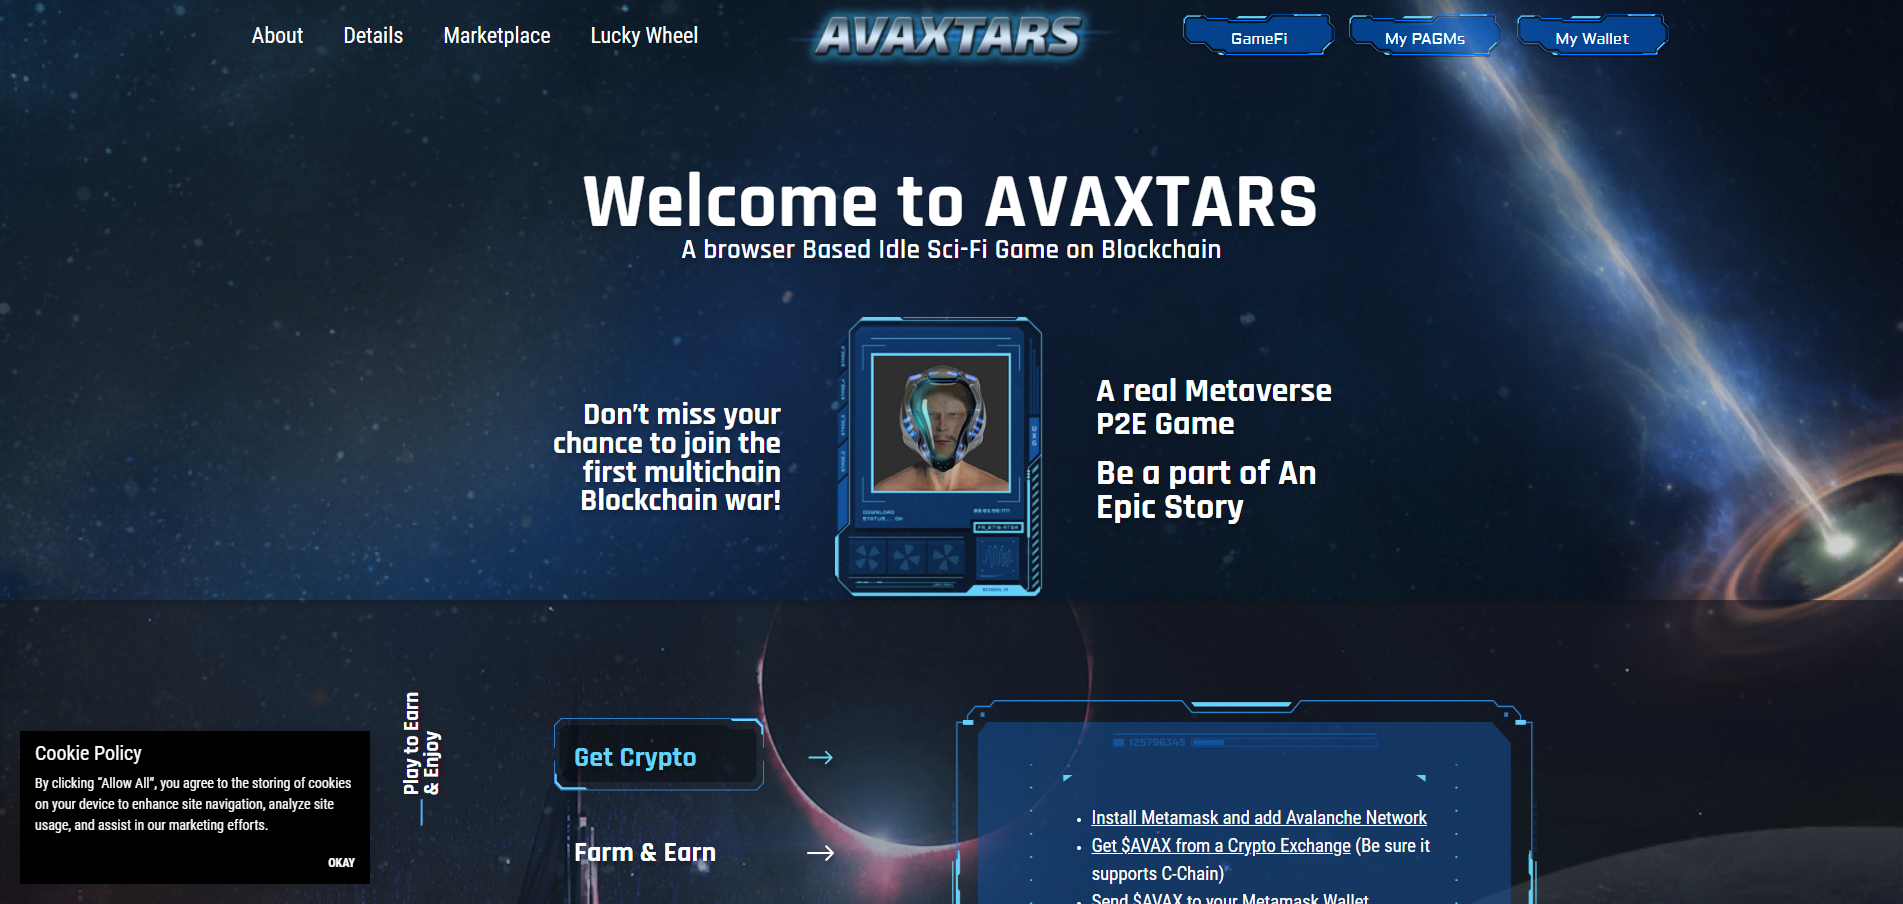 About
Details
Marketplace
Lucky Wheel
AVAXTARS
GameFi
My PAGMs
My Wallet
Welcome to AVAXTARS
A browser Based Idle Sci-Fi Game on Blockchain
Don't miss your
chance to join the
first multichain
Blockchain war!
DOWNLOAD
STATUS... OK
UXG
A real Metaverse
P2E Game
Be a part of An
Epic Story
Play to Earn
& Enjoy
Get Crypto
Farm & Earn
125796345
Install Metamask and add Avalanche Network
Get $AVAX from a Crypto Exchange (Be sure it
supports C-Chain)
Send $AVAX to your Metamask Wallet
Cookie Policy
By clicking “Allow All”, you agree to the storing of cookies
on your device to enhance site navigation, analyze site
usage, and assist in our marketing efforts.
OKAY